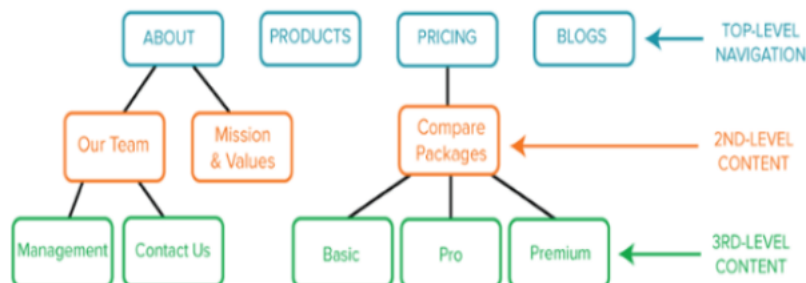 ABOUT
PRODUCTS
PRICING
BLOGS
TOP-LEVEL
NAVIGATION
Our Team
Mission
& Values
Compare
Packages
2ND-LEVEL
CONTENT
Management
Contact Us
Basic
Pro
Premium
3RD-LEVEL
CONTENT